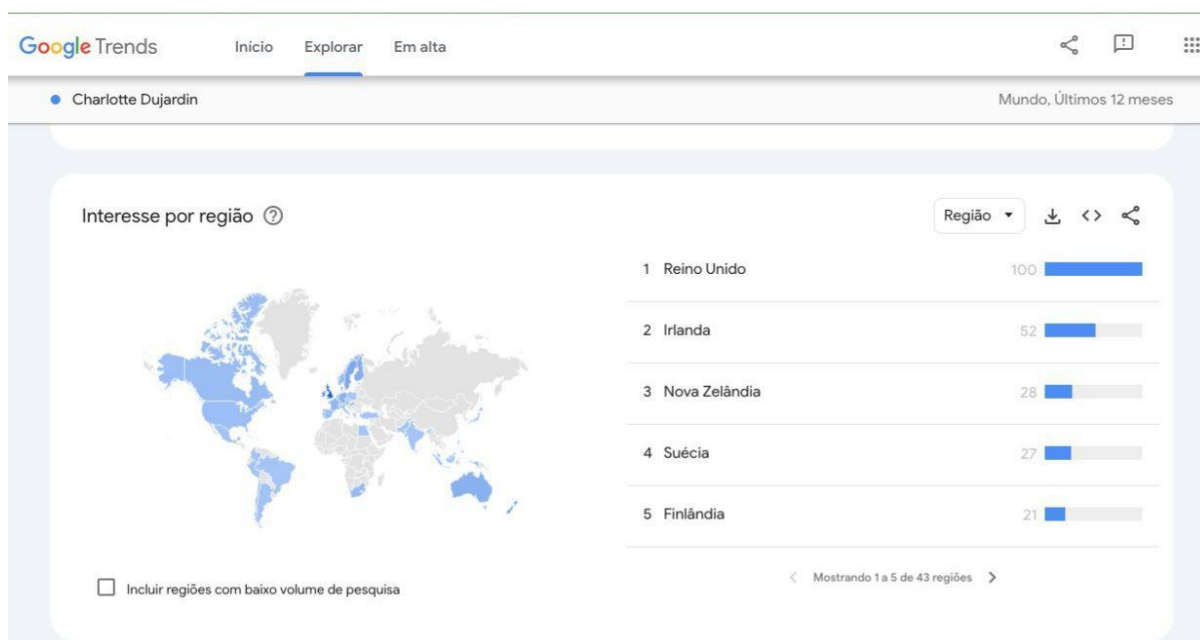 Google Trends
Início
Explorar
Em alta
Charlotte Dujardin
Mundo, Últimos 12 meses
Interesse por região
Região
1 Reino Unido 100
2 Irlanda 52
3 Nova Zelândia 28
4 Suécia 27
5 Finlândia 21
Incluir regiões com baixo volume de pesquisa
Mostrando 1 a 5 de 43 regiões